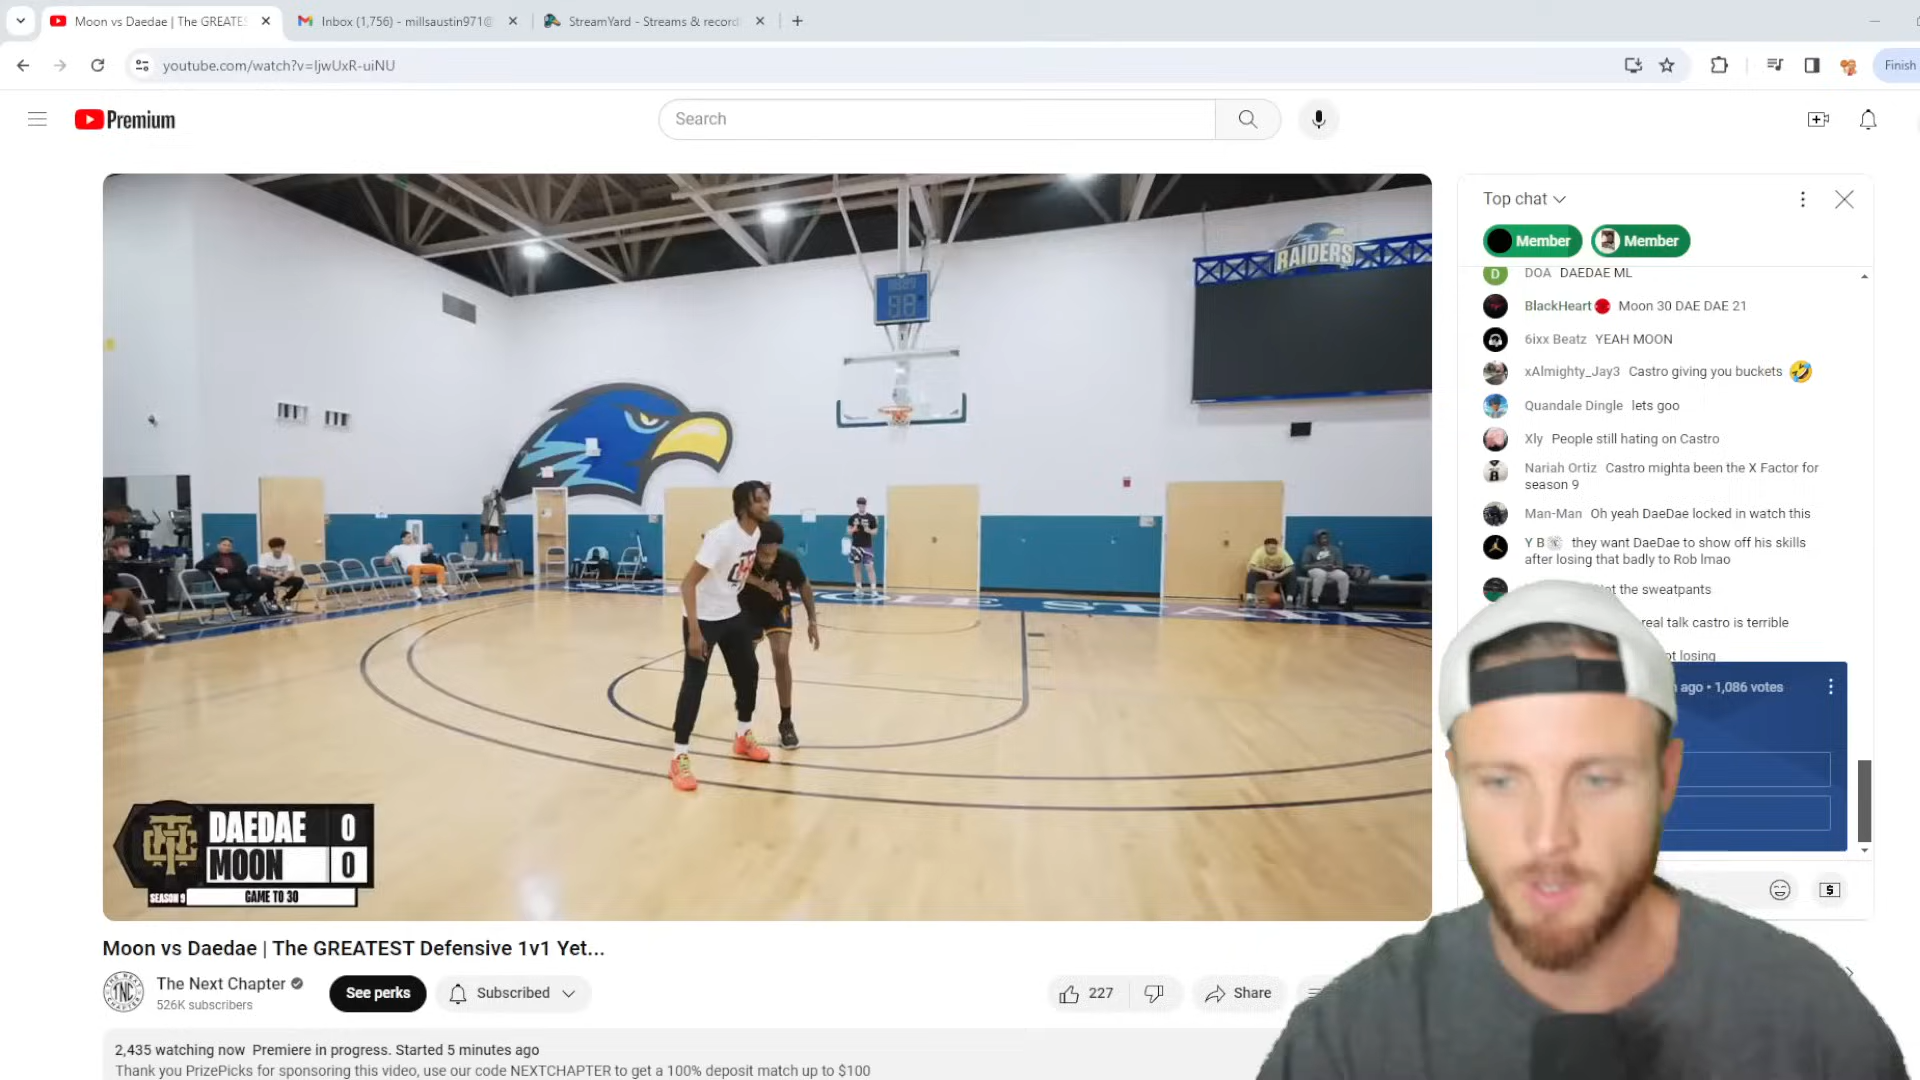 Moon vs Daedae | The GREATES
Inbox (1,756) - millsaustin971@
StreamYard - Streams & record
youtube.com/watch?v=IjwUxR-uiNU
Finish
Premium
Search
RAIDERS
Top chat
Member
Member
D
DOA DAEDAE ML
BlackHeart Moon 30 DAE DAE 21
6ixx Beatz YEAH MOON
xAlmighty_Jay3 Castro giving you buckets
Quandale Dingle lets goo
Xly People still hating on Castro
Nariah Ortiz Castro mighta been the X Factor for
season 9
Man-Man Oh yeah DaeDae locked in watch this
Y B they want DaeDae to show off his skills
after losing that badly to Rob lmao
the sweatpants
real talk castro is terrible
losing
ago • 1,086 votes
DAEDAE 0
MOON 0
SEASON 9 GAME TO 30
Moon vs Daedae | The GREATEST Defensive 1v1 Yet...
TNC
The Next Chapter
526K subscribers
See perks
Subscribed
227
Share
2,435 watching now Premiere in progress. Started 5 minutes ago
Thank you PrizePicks for sponsoring this video, use our code NEXTCHAPTER to get a 100% deposit match up to $100